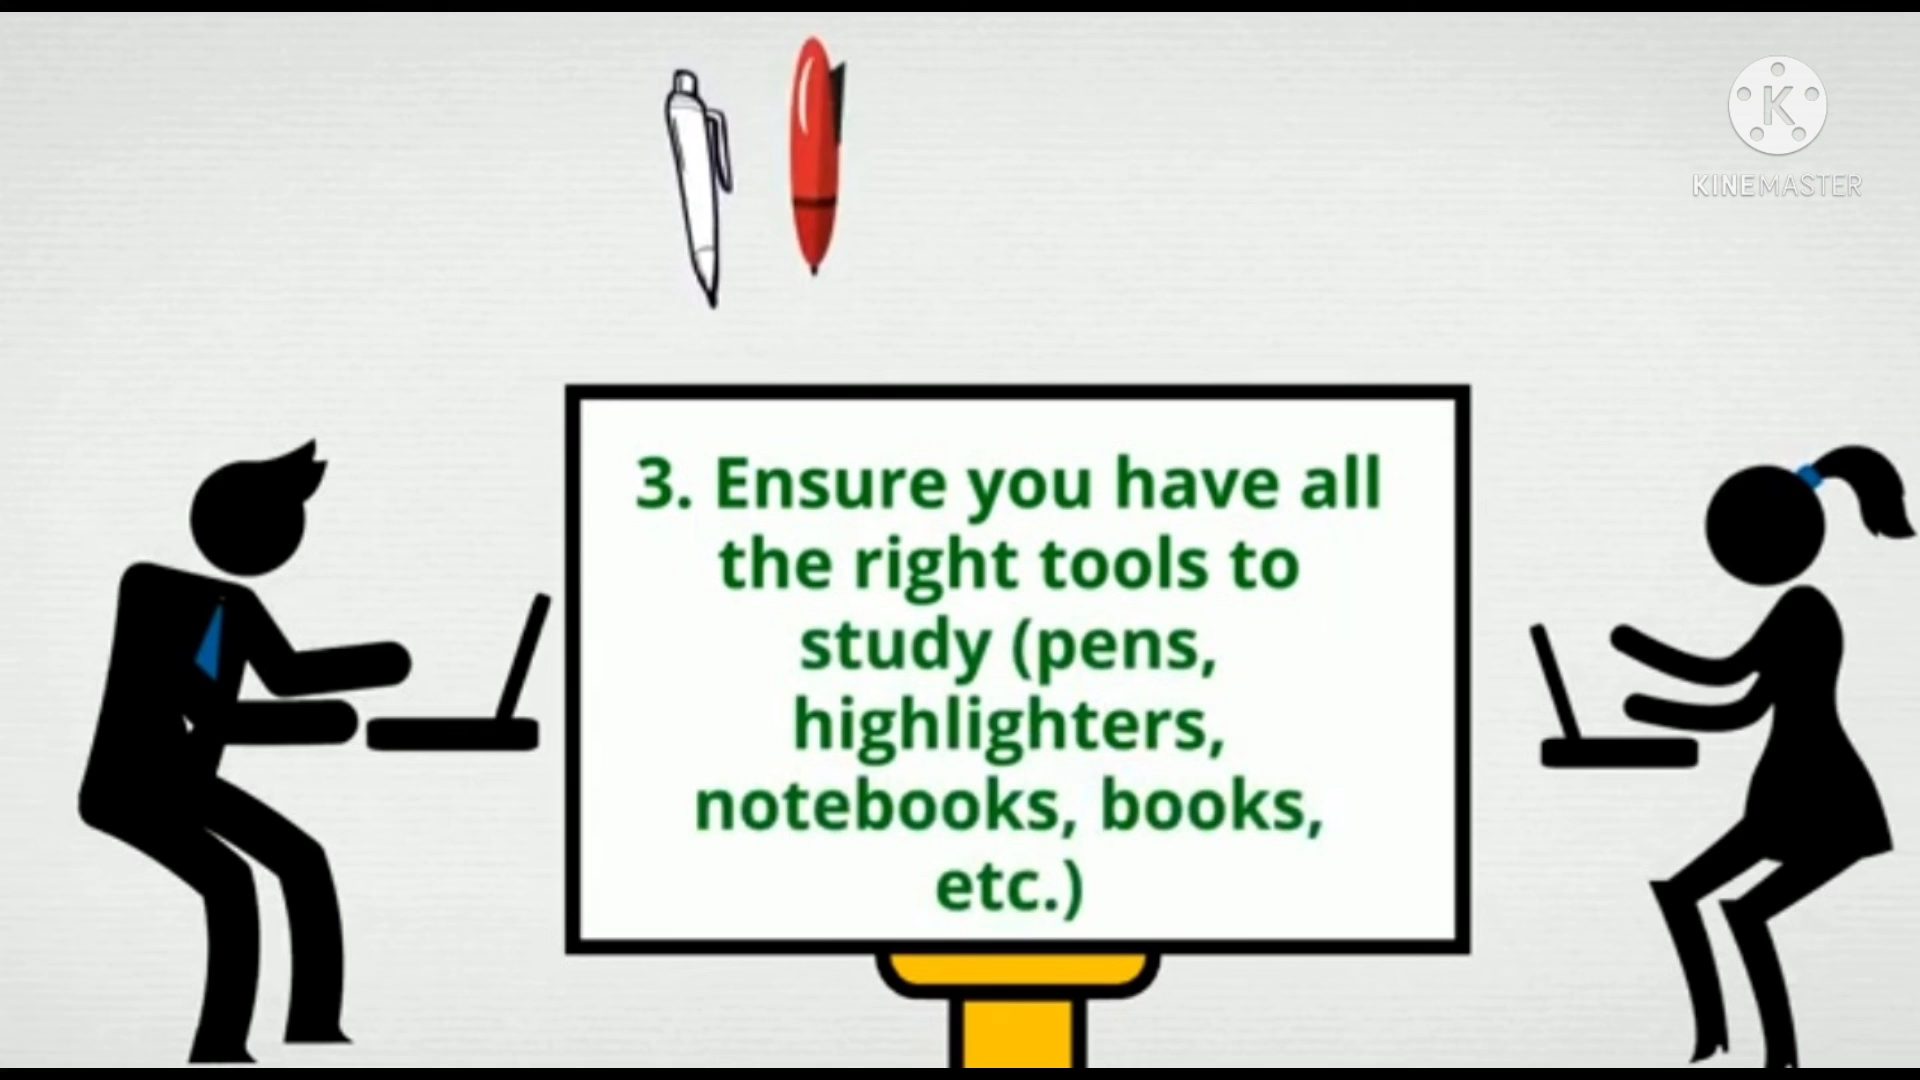 K
KINEMASTER
3. Ensure you have all
the right tools to
study (pens,
highlighters,
notebooks, books,
etc.)